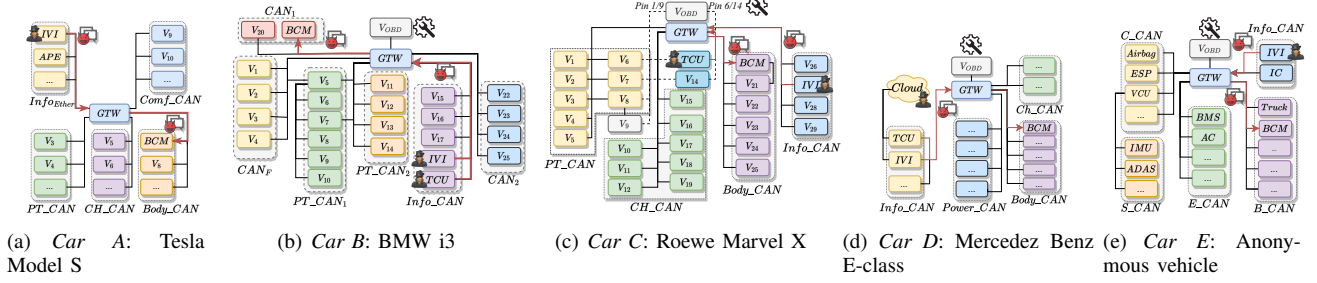 IVI
APE
...
Info_Ether
V9
V10
...
Comf_CAN
GTW
V3
V4
...
PT_CAN
V5
V6
...
CH_CAN
BCM
V8
...
Body_CAN
(a) Car A: Tesla
Model S
CAN1
V20
BCM
VOBD
GTW
V1
V2
V3
V4
CAN_F
V5
V6
V7
V8
V9
V10
PT_CAN1
V11
V12
V13
V14
PT_CAN2
V15
V16
V17
IVI
TCU
Info_CAN
V22
V23
V24
V25
CAN2
(b) Car B: BMW i3
Pin 1/9
Pin 6/14
VOBD
GTW
V1
V2
V3
V4
V5
PT_CAN
V6
V7
V8
V9
TCU
V14
V15
V16
V17
V18
V19
V10
V11
V12
CH_CAN
BCM
V21
V22
V23
V24
V25
Body_CAN
V26
IVI
V28
V29
Info_CAN
(c) Car C: Roewe Marvel X
Cloud
VOBD
GTW
TCU
IVI
...
Info_CAN
...
...
Ch_CAN
...
...
...
...
Power_CAN
BCM
...
...
...
...
Body_CAN
(d) Car D: Mercedez Benz
E-class
C_CAN
Airbag
ESP
VCU
...
VOBD
GTW
Info_CAN
IVI
IC
IMU
ADAS
...
S_CAN
BMS
AC
...
...
E_CAN
Truck
BCM
...
...
...
B_CAN
(e) Car E: Anony-
mous vehicle